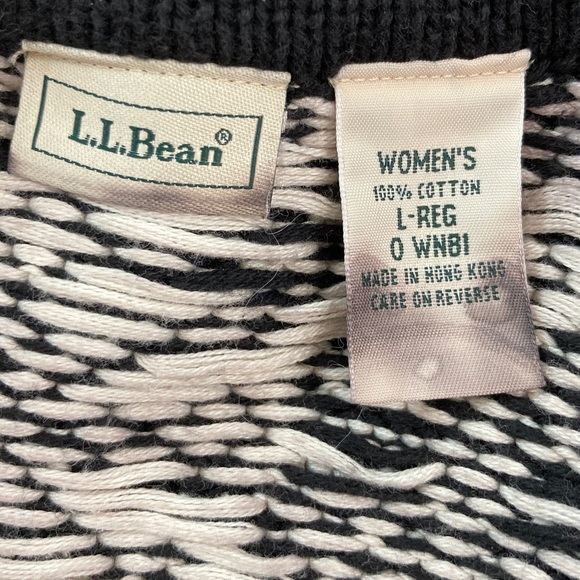 L.L.Bean®
WOMEN'S
100% COTTON
L-REG
0 WNB1
MADE IN HONG KONG
CARE ON REVERSE